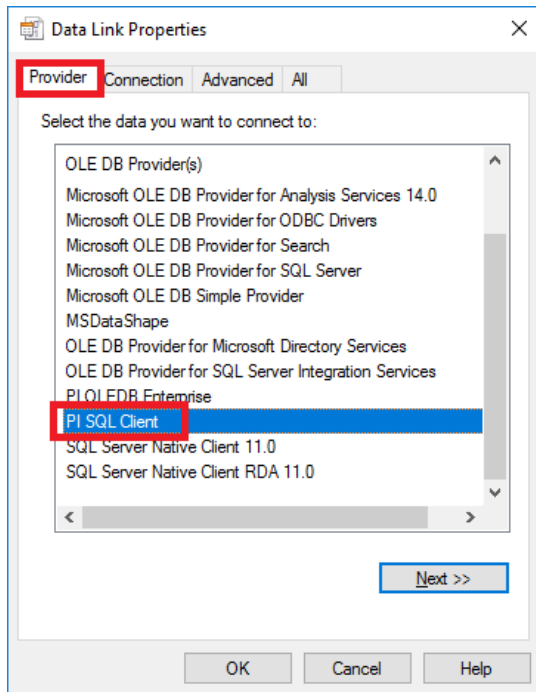 Data Link Properties
Provider Connection Advanced All
Select the data you want to connect to:
OLE DB Provider(s)
Microsoft OLE DB Provider for Analysis Services 14.0
Microsoft OLE DB Provider for ODBC Drivers
Microsoft OLE DB Provider for Search
Microsoft OLE DB Provider for SQL Server
Microsoft OLE DB Simple Provider
MSDataShape
OLE DB Provider for Microsoft Directory Services
OLE DB Provider for SQL Server Integration Services
PI OLEDB Enterprise
PI SQL Client
SQL Server Native Client 11.0
SQL Server Native Client RDA 11.0
Next >>
OK Cancel Help